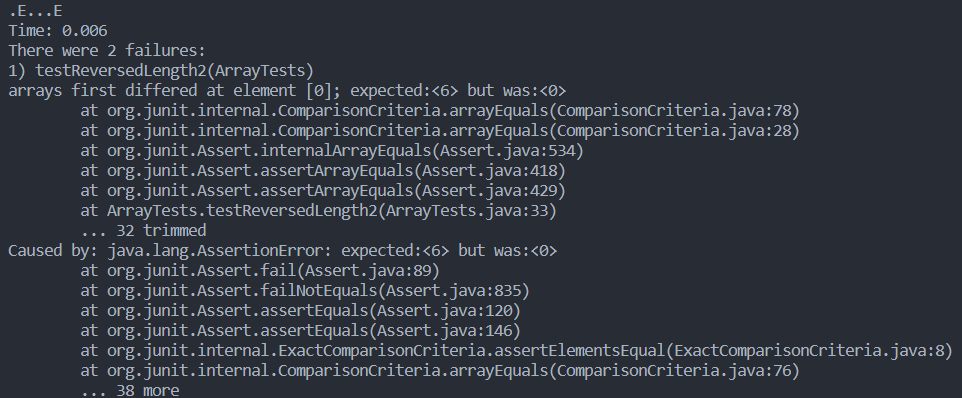 .E...E
Time: 0.006
There were 2 failures:
1) testReversedLength2(ArrayTests)
arrays first differed at element [0]; expected:<6> but was:<0>
        at org.junit.internal.ComparisonCriteria.arrayEquals(ComparisonCriteria.java:78)
        at org.junit.internal.ComparisonCriteria.arrayEquals(ComparisonCriteria.java:28)
        at org.junit.Assert.internalArrayEquals(Assert.java:534)
        at org.junit.Assert.assertArrayEquals(Assert.java:418)
        at org.junit.Assert.assertArrayEquals(Assert.java:429)
        at ArrayTests.testReversedLength2(ArrayTests.java:33)
        ... 32 trimmed
Caused by: java.lang.AssertionError: expected:<6> but was:<0>
        at org.junit.Assert.fail(Assert.java:89)
        at org.junit.Assert.failNotEquals(Assert.java:835)
        at org.junit.Assert.assertEquals(Assert.java:120)
        at org.junit.Assert.assertEquals(Assert.java:146)
        at org.junit.internal.ExactComparisonCriteria.assertElementsEqual(ExactComparisonCriteria.java:8)
        at org.junit.internal.ComparisonCriteria.arrayEquals(ComparisonCriteria.java:76)
        ... 38 more